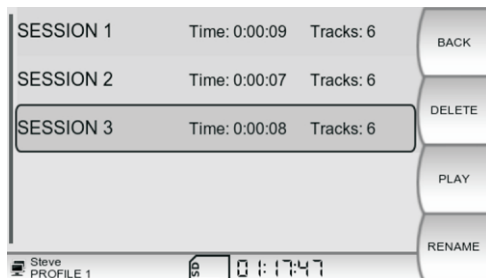 SESSION 1 Time: 0:00:09 Tracks: 6
SESSION 2 Time: 0:00:07 Tracks: 6
SESSION 3 Time: 0:00:08 Tracks: 6
BACK
DELETE
PLAY
RENAME
Steve
PROFILE 1
SD
01:17:47